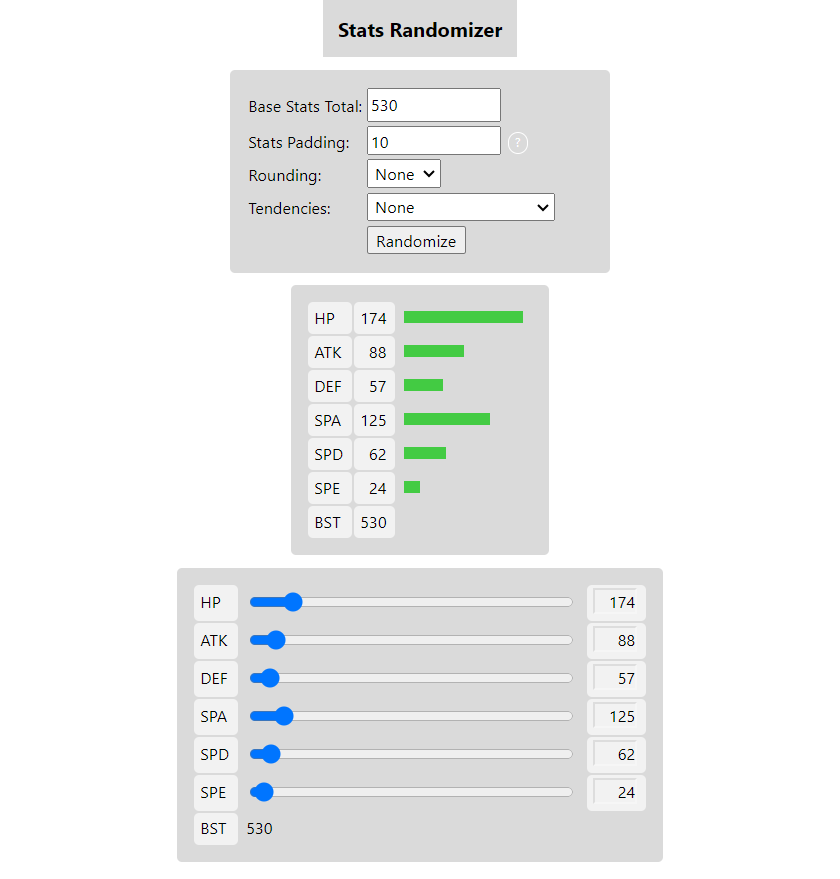 Stats Randomizer
Base Stats Total: 530
Stats Padding: 10 ?
Rounding: None
Tendencies: None
Randomize
HP 174
ATK 88
DEF 57
SPA 125
SPD 62
SPE 24
BST 530
HP 174
ATK 88
DEF 57
SPA 125
SPD 62
SPE 24
BST 530